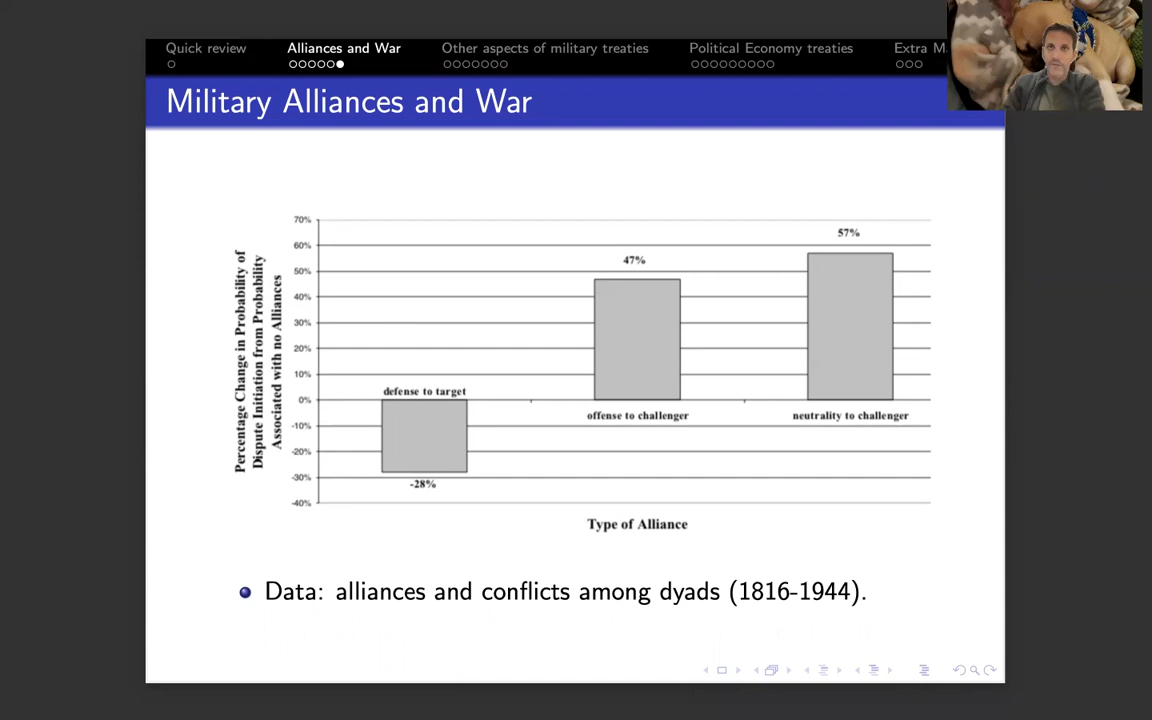 Quick review Alliances and War Other aspects of military treaties Political Economy treaties Extra M
Military Alliances and War
Percentage Change in Probability of
Dispute Initiation from Probability
Associated with no Alliances
70%
60%
50%
40%
30%
20%
10%
0%
-10%
-20%
-30%
-40%
57%
47%
defense to target
offense to challenger
neutrality to challenger
-28%
Type of Alliance
Data: alliances and conflicts among dyads (1816-1944).